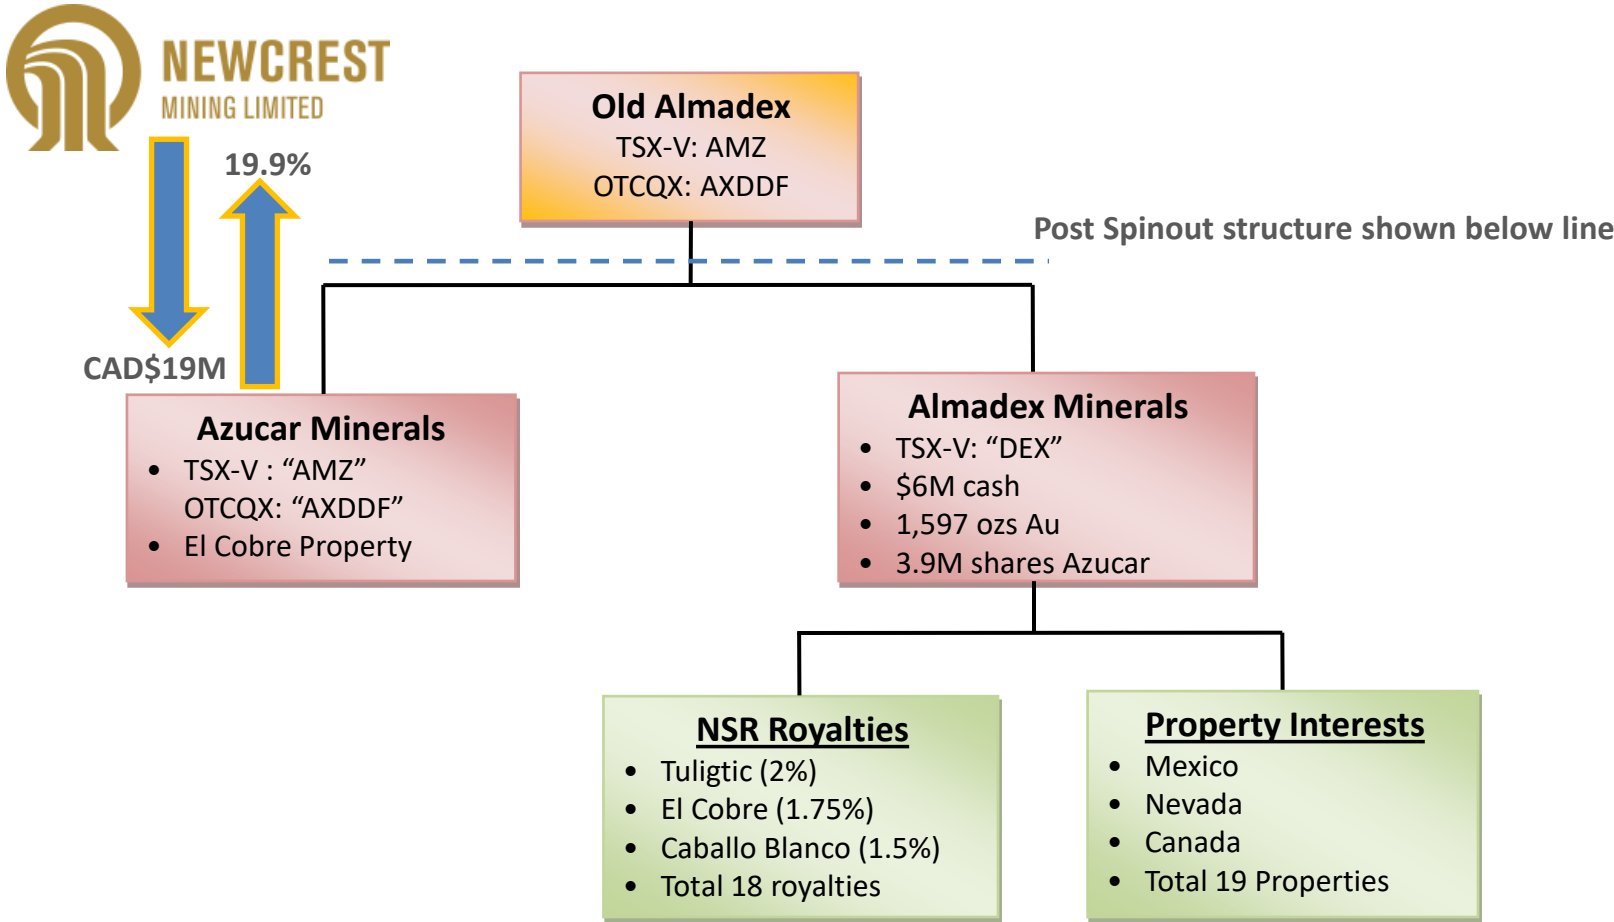 NEWCREST
MINING LIMITED
Old Almadex
TSX-V: AMZ
OTCQX: AXDDF
19.9%
Post Spinout structure shown below line
CAD$19M
Azucar Minerals
• TSX-V : “AMZ”
OTCQX: “AXDDF”
• El Cobre Property
Almadex Minerals
• TSX-V: “DEX”
• $6M cash
• 1,597 ozs Au
• 3.9M shares Azucar
NSR Royalties
• Tuligtic (2%)
• El Cobre (1.75%)
• Caballo Blanco (1.5%)
• Total 18 royalties
Property Interests
• Mexico
• Nevada
• Canada
• Total 19 Properties